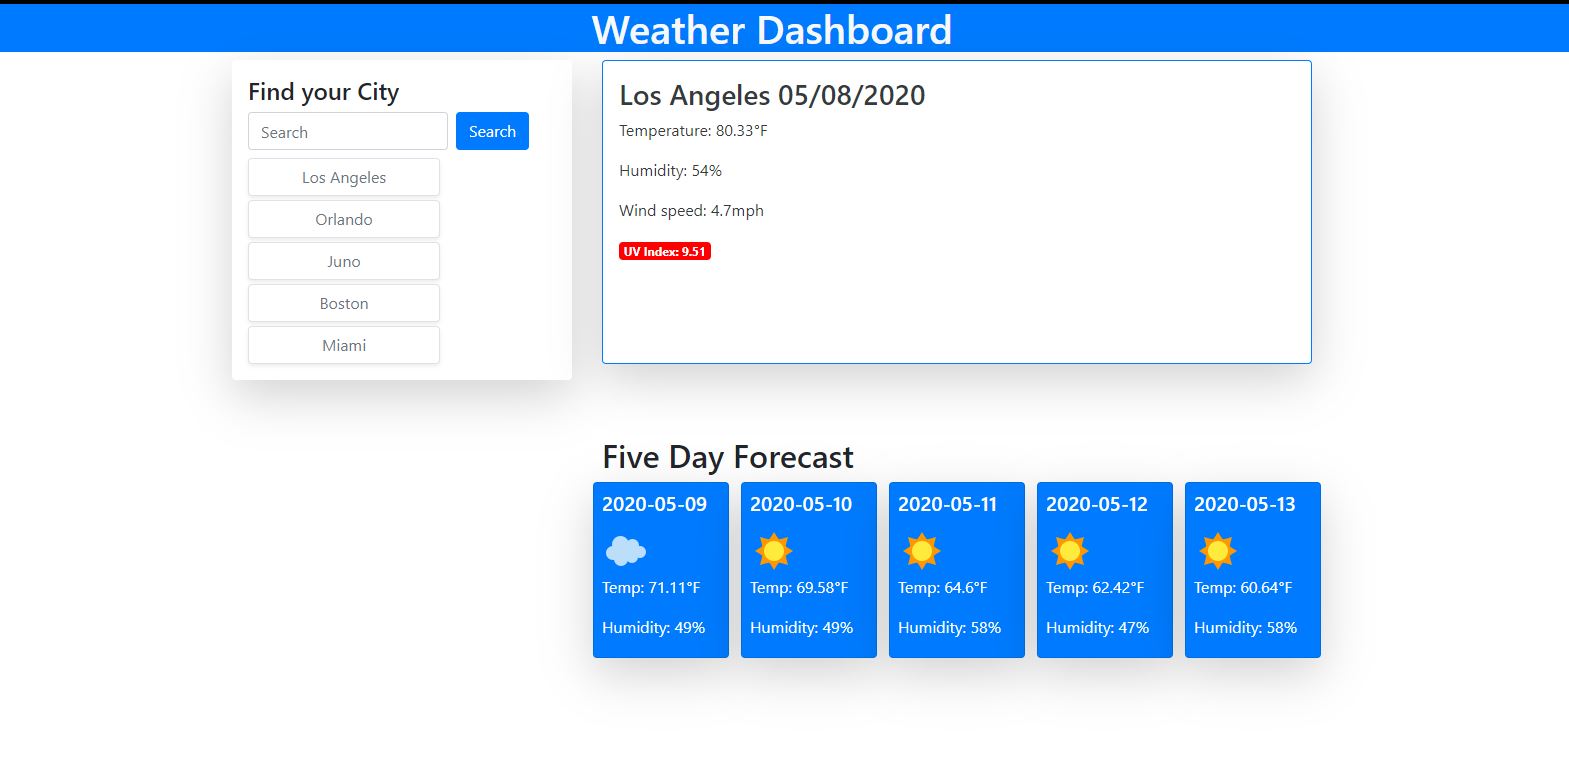 Weather Dashboard
Find your City
Search
Search
Los Angeles
Orlando
Juno
Boston
Miami
Los Angeles 05/08/2020
Temperature: 80.33°F
Humidity: 54%
Wind speed: 4.7mph
UV Index: 9.51
Five Day Forecast
2020-05-09
Temp: 71.11°F
Humidity: 49%
2020-05-10
Temp: 69.58°F
Humidity: 49%
2020-05-11
Temp: 64.6°F
Humidity: 58%
2020-05-12
Temp: 62.42°F
Humidity: 47%
2020-05-13
Temp: 60.64°F
Humidity: 58%